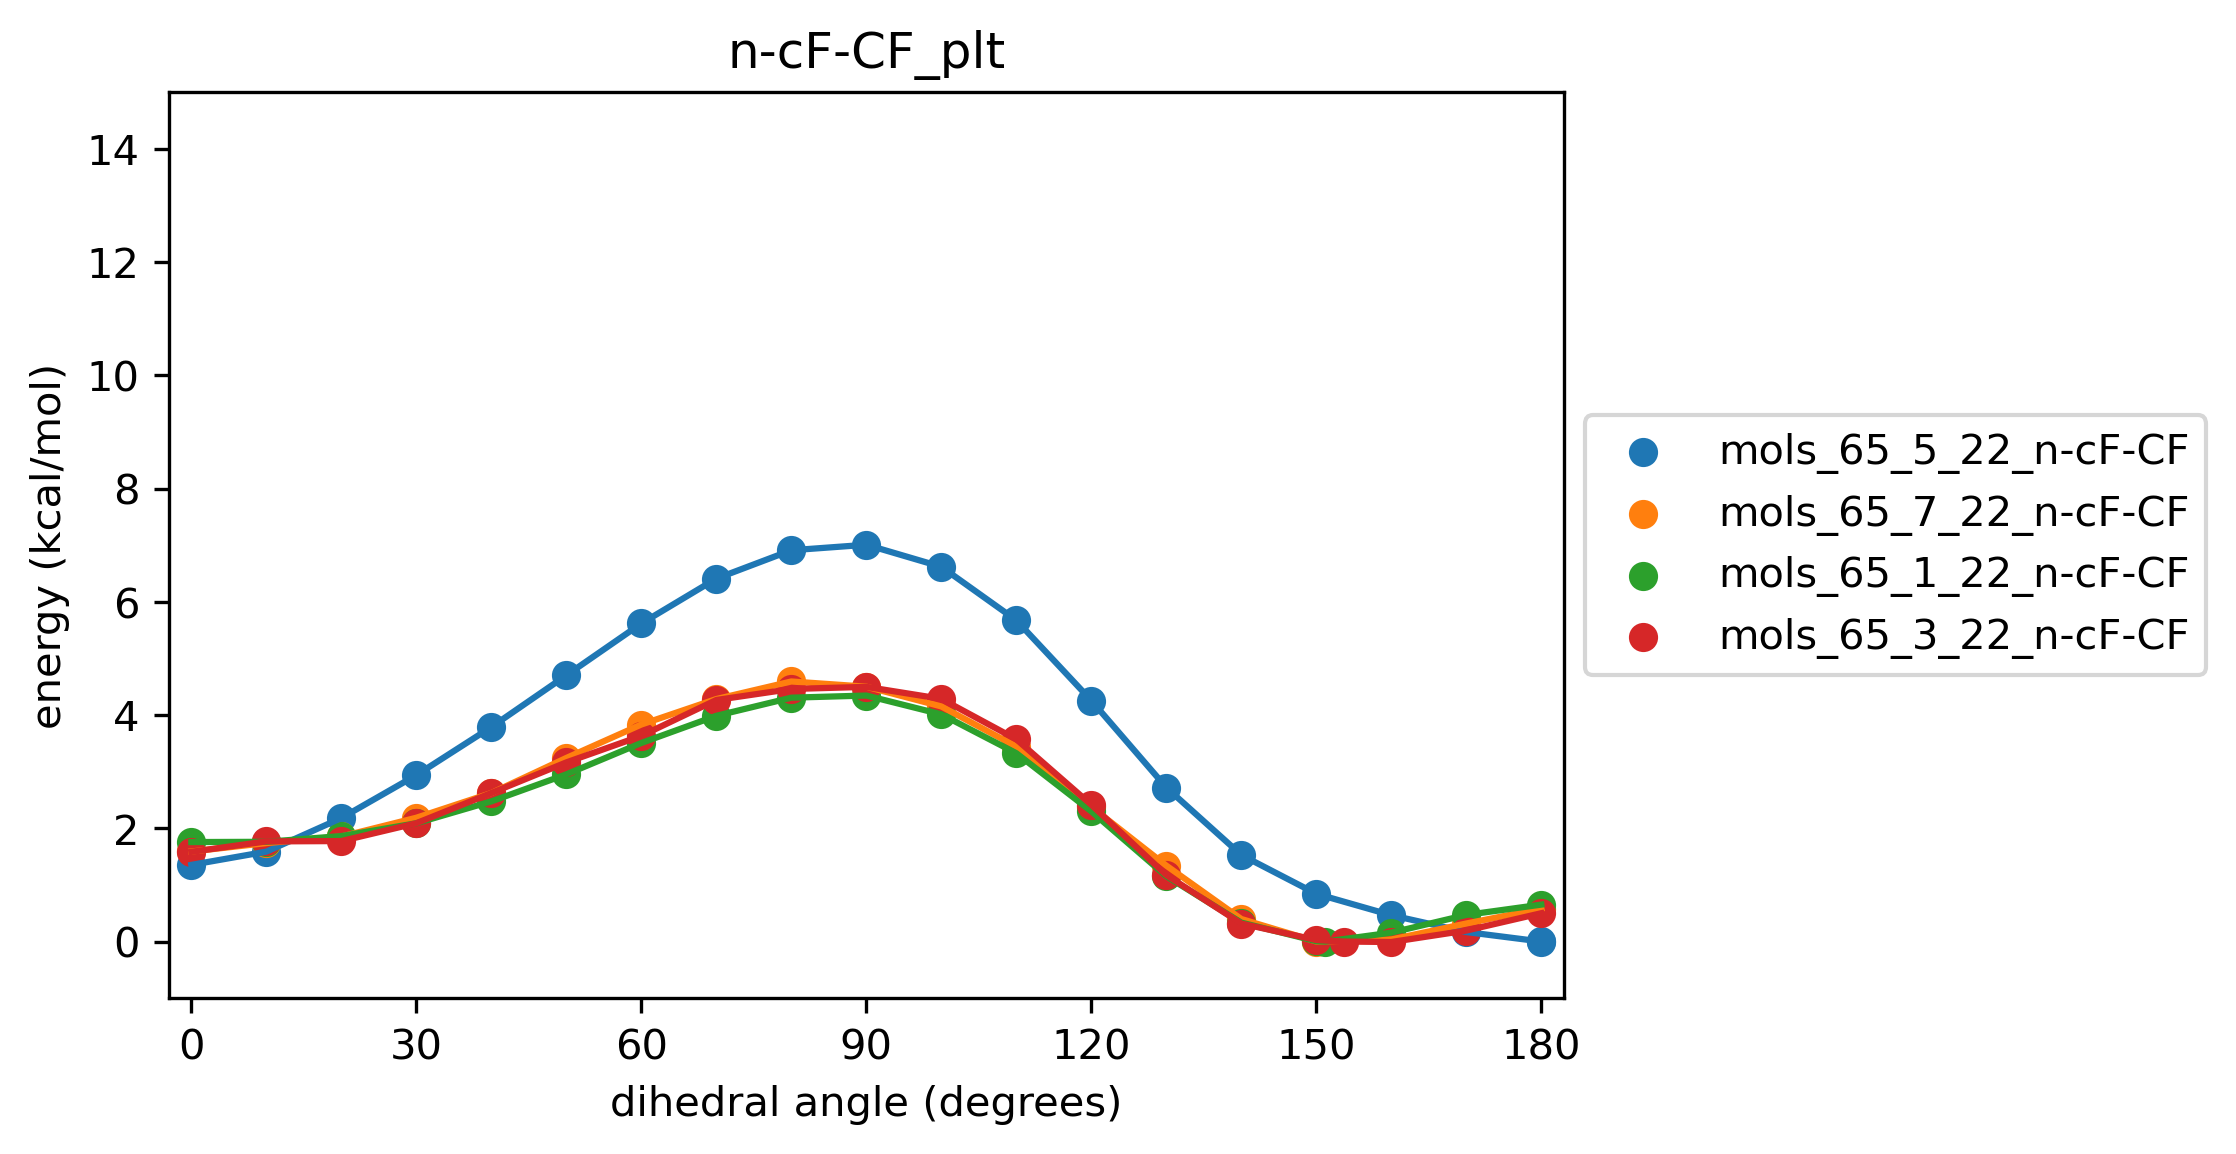 n-cF-CF_plt
14
12
10
8
6
4
2
0
energy (kcal/mol)
0 30 60 90 120 150 180
dihedral angle (degrees)
mols_65_5_22_n-cF-CF
mols_65_7_22_n-cF-CF
mols_65_1_22_n-cF-CF
mols_65_3_22_n-cF-CF